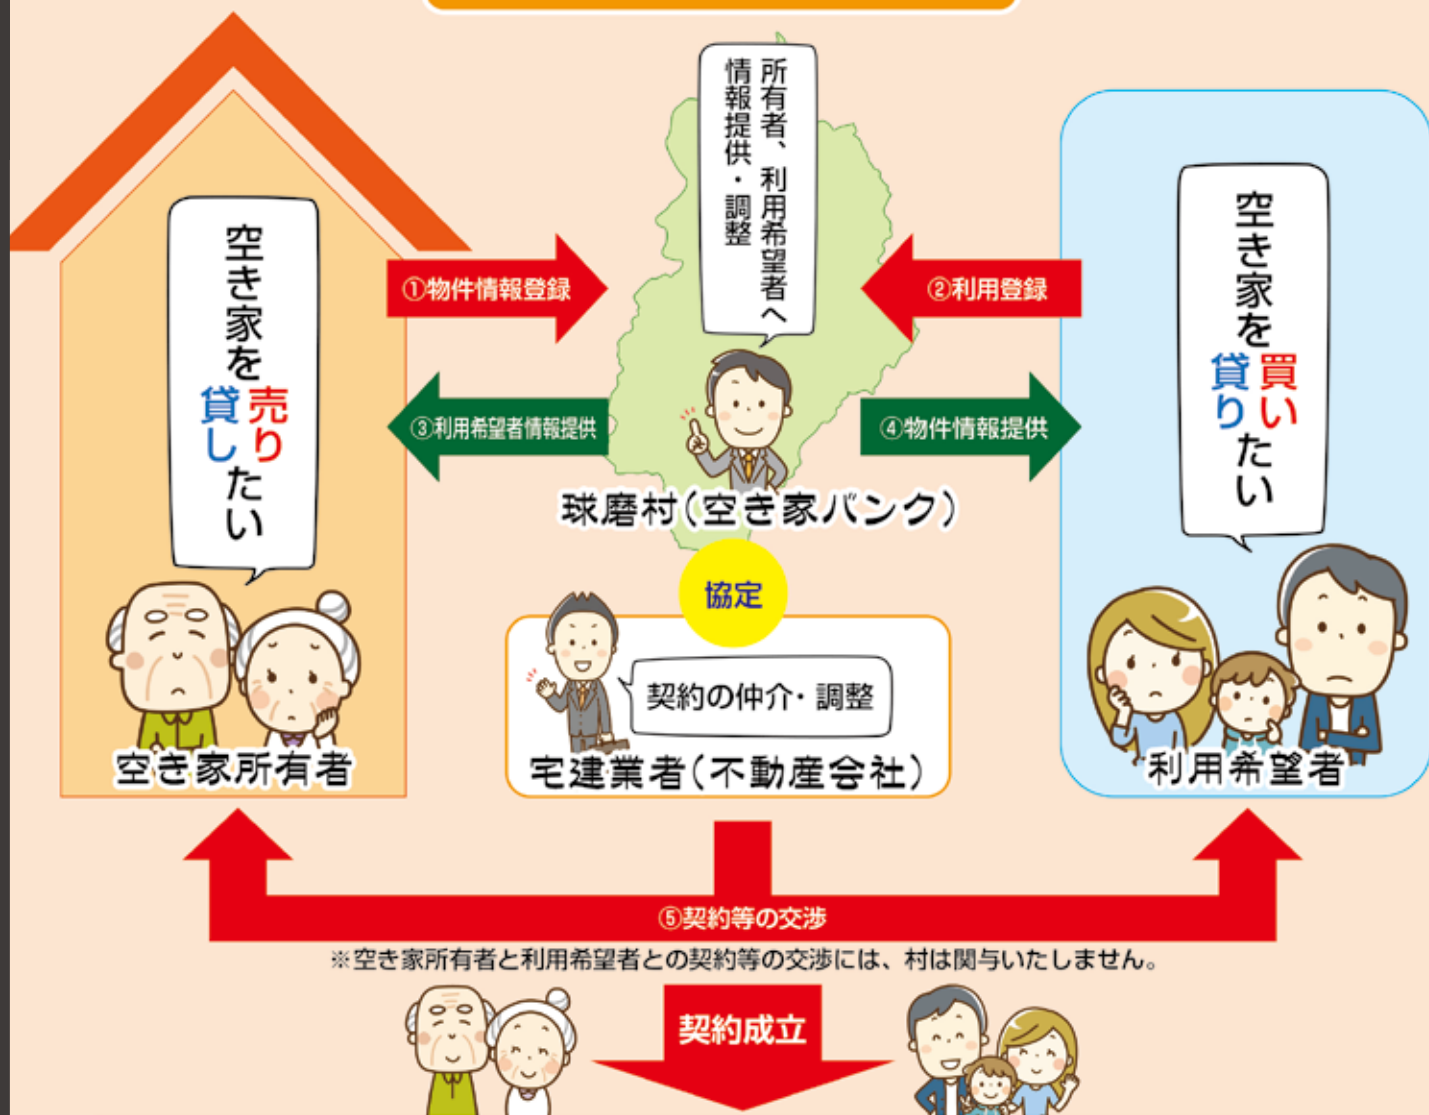 所有者、利用希望者へ
情報提供・調整
空き家を売りたい
貸し
空き家を買いたい
貸り
①物件情報登録
②利用登録
③利用希望者情報提供
④物件情報提供
球磨村(空き家バンク)
協定
契約の仲介・調整
空き家所有者
宅建業者(不動産会社)
利用希望者
⑤契約等の交渉
※空き家所有者と利用希望者との契約等の交渉には、村は関与いたしません。
契約成立